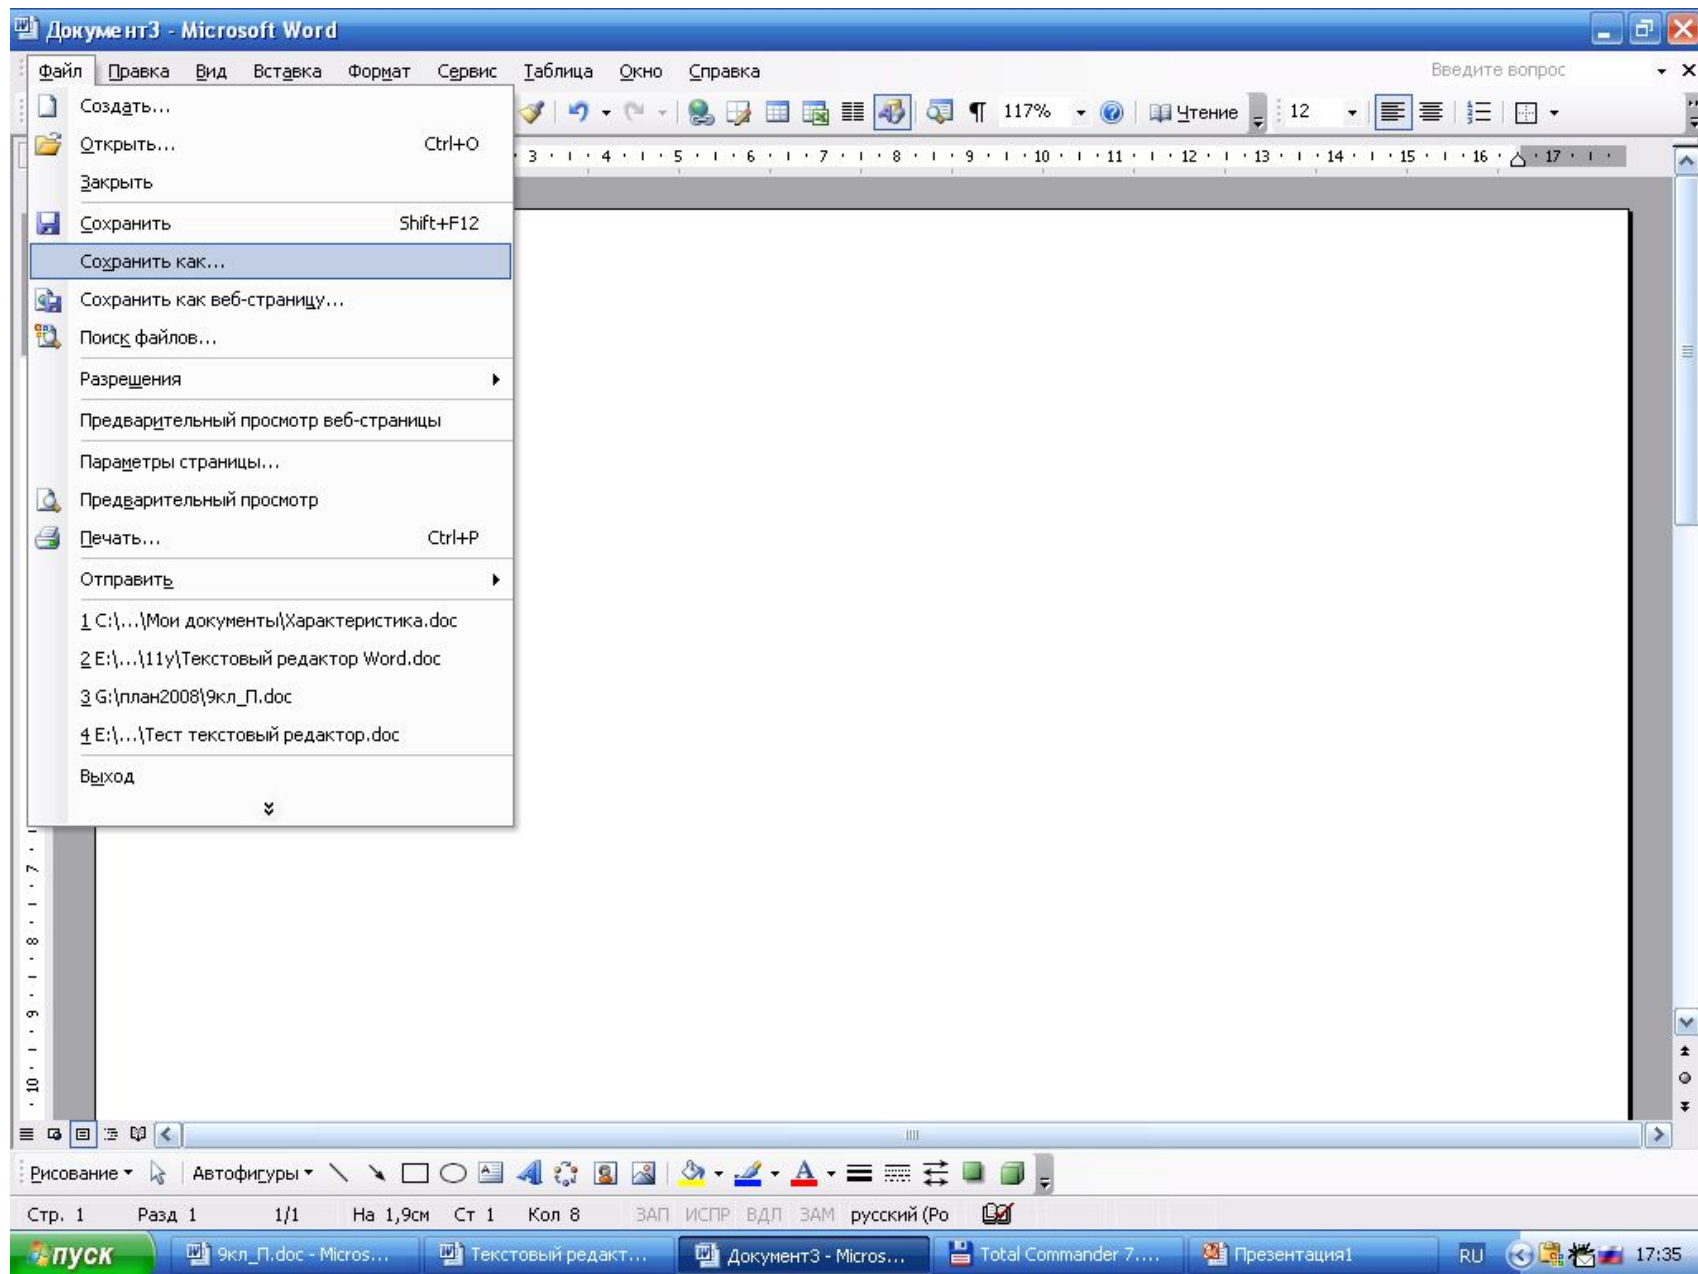 Документ3 - Microsoft Word
Файл Правка Вид Вставка Формат Сервис Таблица Окно Справка Введите вопрос
Создать...
117% Чтение 12
Открыть... Ctrl+O
3 4 5 6 7 8 9 10 11 12 13 14 15 16 17
Закрыть
Сохранить Shift+F12
Сохранить как...
Сохранить как веб-страницу...
Поиск файлов...
Разрешения
Предварительный просмотр веб-страницы
Параметры страницы...
Предварительный просмотр
Печать... Ctrl+P
Отправить
1 C:\...\Мои документы\Характеристика.doc
2 E:\...\11у\Текстовый редактор Word.doc
3 G:\план2008\9кл_П.doc
4 E:\...\Тест текстовый редактор.doc
Выход
7
8
9
10
Рисование Автофигуры
Стр. 1 Разд 1 1/1 На 1,9см Ст 1 Кол 8 ЗАП ИСПР ВДЛ ЗАМ русский (Ро
пуск 9кл_П.doc - Micros... Текстовый редакт... Документ3 - Micros... Total Commander 7.... Презентация1 RU 17:35